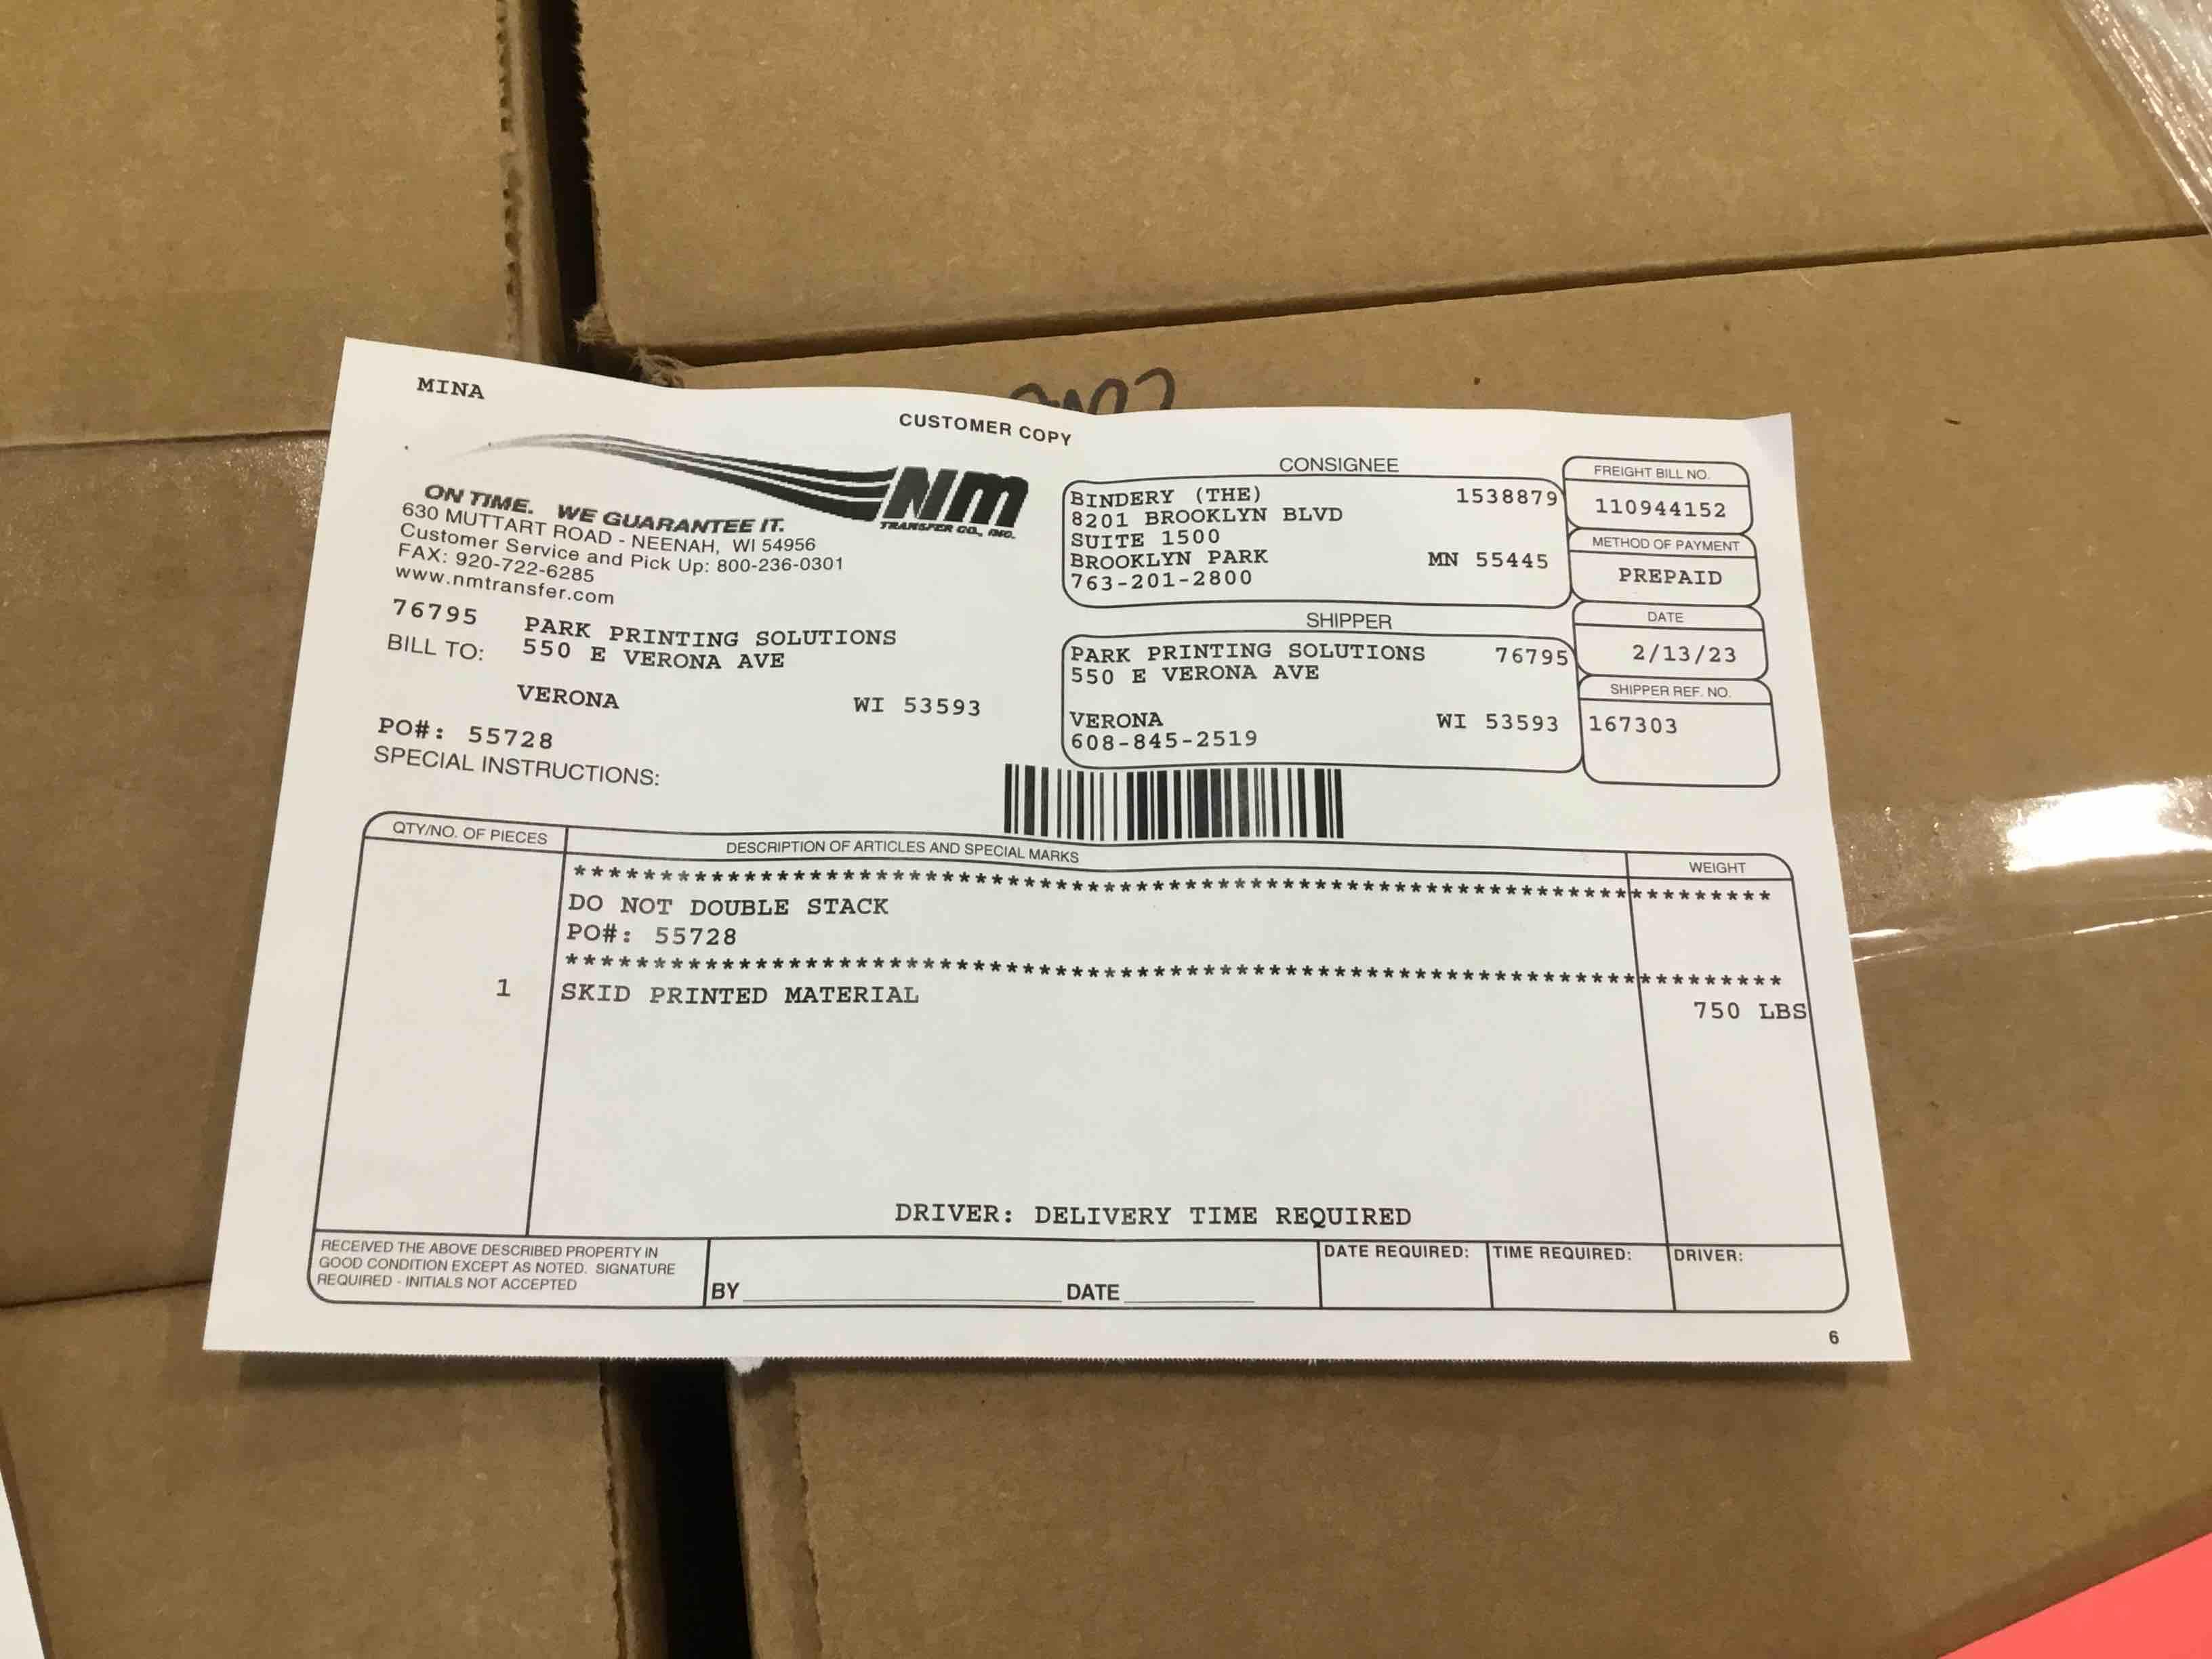 MINA
CUSTOMER COPY
NM
TRANSFER CO., INC.
ON TIME. WE GUARANTEE IT.
630 MUTTART ROAD - NEENAH, WI 54956
Customer Service and Pick Up: 800-236-0301
FAX: 920-722-6285
www.nmtransfer.com
76795 PARK PRINTING SOLUTIONS
BILL TO: 550 E VERONA AVE
VERONA WI 53593
PO#: 55728
SPECIAL INSTRUCTIONS:
CONSIGNEE
BINDERY (THE) 1538879
8201 BROOKLYN BLVD
SUITE 1500
BROOKLYN PARK MN 55445
763-201-2800
SHIPPER
PARK PRINTING SOLUTIONS 76795
550 E VERONA AVE
VERONA WI 53593
608-845-2519
FREIGHT BILL NO.
110944152
METHOD OF PAYMENT
PREPAID
DATE
2/13/23
SHIPPER REF. NO.
167303
QTY/NO. OF PIECES DESCRIPTION OF ARTICLES AND SPECIAL MARKS WEIGHT
DO NOT DOUBLE STACK
PO#: 55728
1 SKID PRINTED MATERIAL 750 LBS
DRIVER: DELIVERY TIME REQUIRED
RECEIVED THE ABOVE DESCRIBED PROPERTY IN
GOOD CONDITION EXCEPT AS NOTED. SIGNATURE
REQUIRED - INITIALS NOT ACCEPTED
BY DATE
DATE REQUIRED: TIME REQUIRED: DRIVER:
6